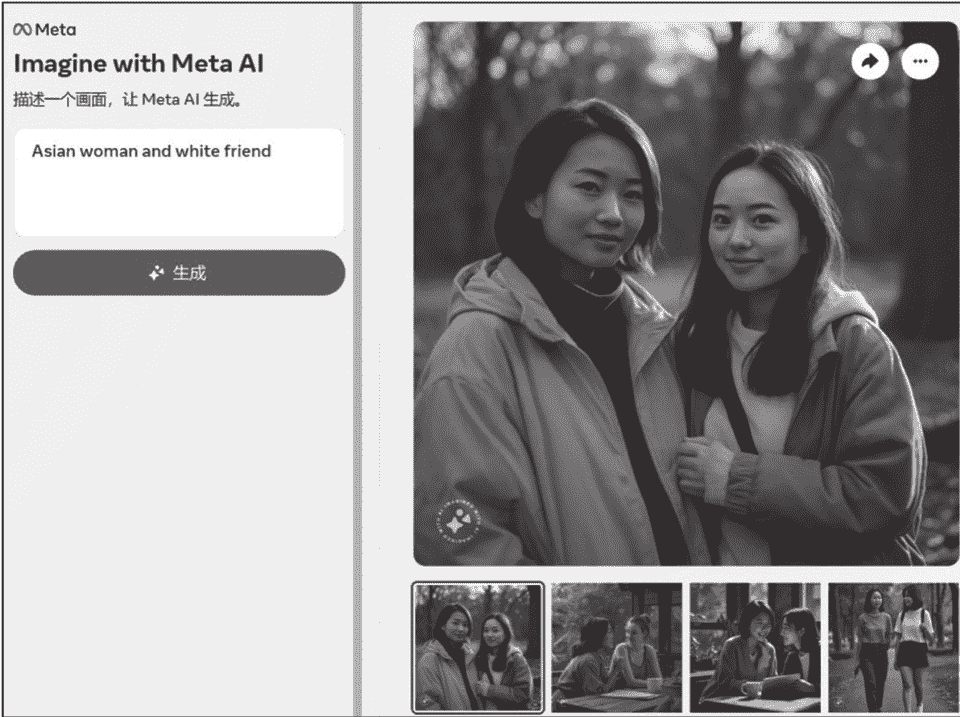 Meta
Imagine with Meta AI
描述一个画面，让 Meta AI 生成。
Asian woman and white friend
生成